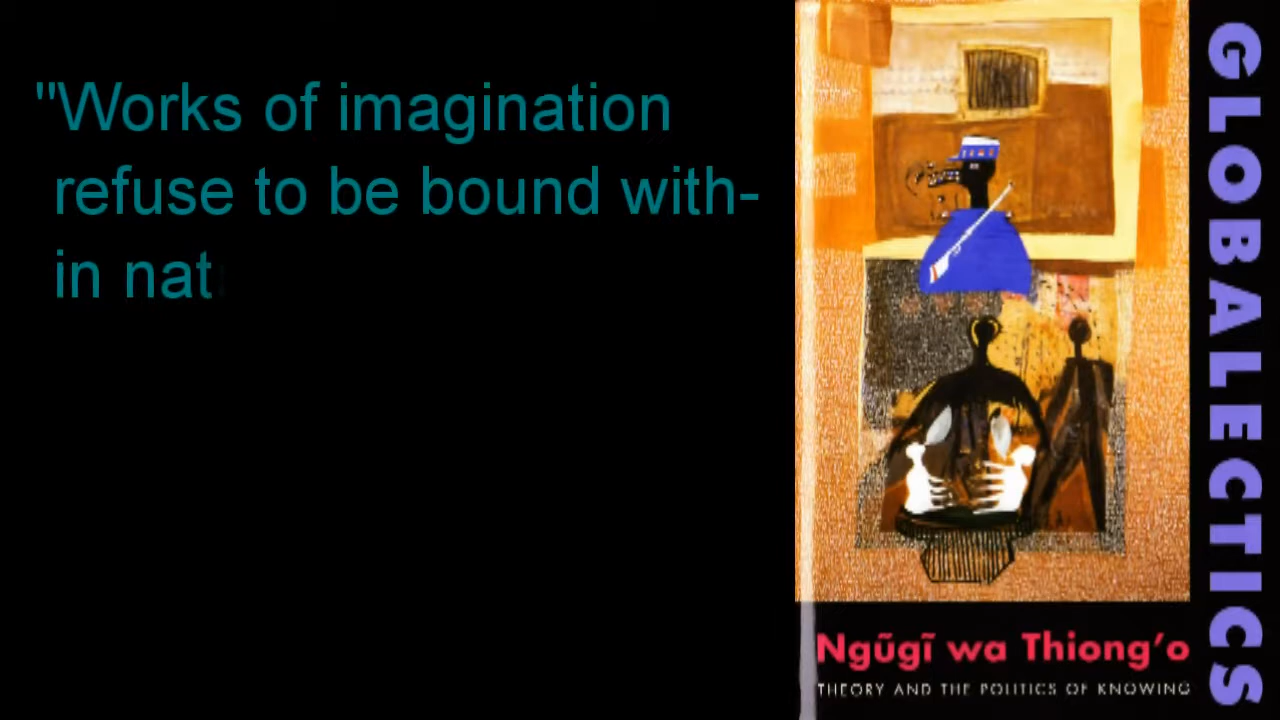 "Works of imagination
refuse to be bound with-
in nat
GLOBALECTICS
Ngũgĩ wa Thiong'o
THEORY AND THE POLITICS OF KNOWING